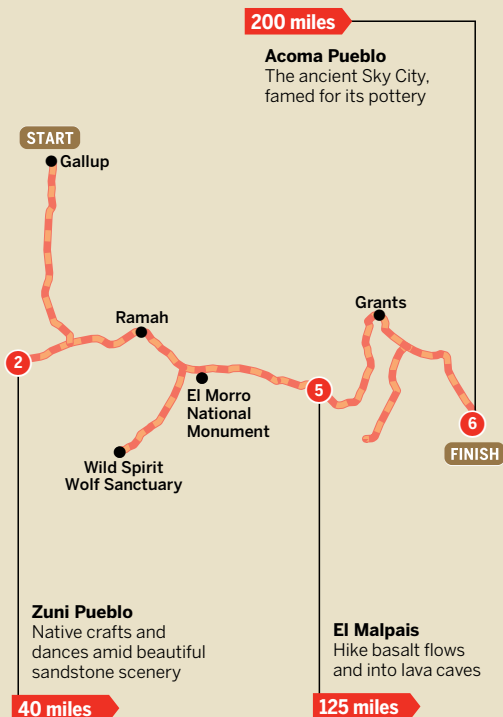 200 miles
Acoma Pueblo
The ancient Sky City,
famed for its pottery
START
Gallup
Ramah
Grants
2
5
El Morro
National
Monument
6
FINISH
Wild Spirit
Wolf Sanctuary
Zuni Pueblo
Native crafts and
dances amid beautiful
sandstone scenery
40 miles
El Malpais
Hike basalt flows
and into lava caves
125 miles